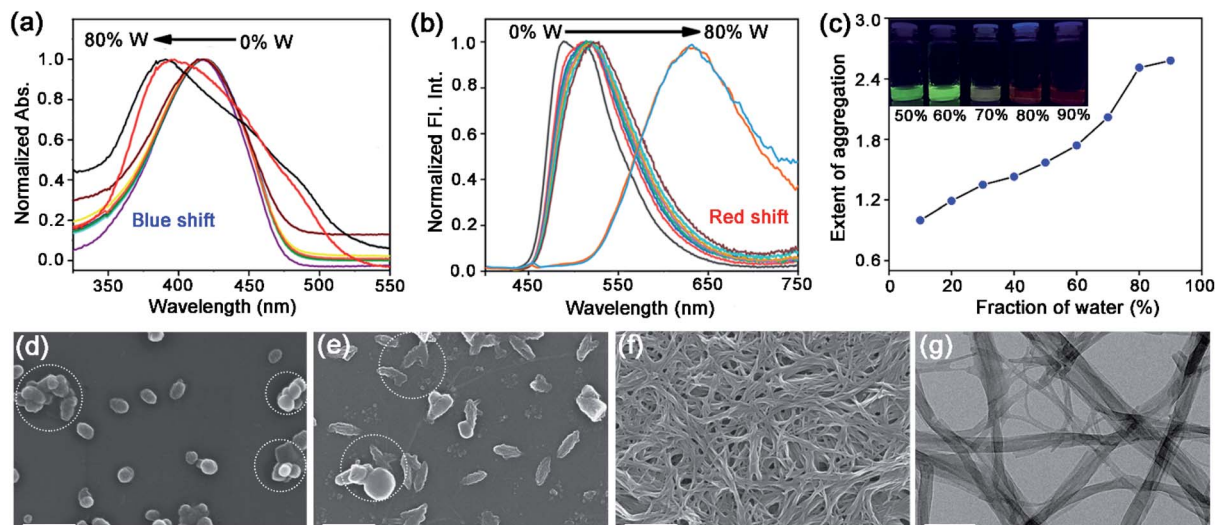 (a)
80% W
0% W
1.0
0.8
0.6
0.4
0.2
0.0
Normalized Abs.
Blue shift
350 400 450 500 550
Wavelength (nm)
(b)
0% W
80% W
1.0
0.8
0.6
0.4
0.2
0.0
Normalized Fl. Int.
Red shift
450 550 650 750
Wavelength (nm)
(c)
3.0
2.4
1.8
1.2
0.6
Extent of aggregation
50% 60% 70% 80% 90%
0 20 40 60 80 100
Fraction of water (%)
(d)
(e)
(f)
(g)